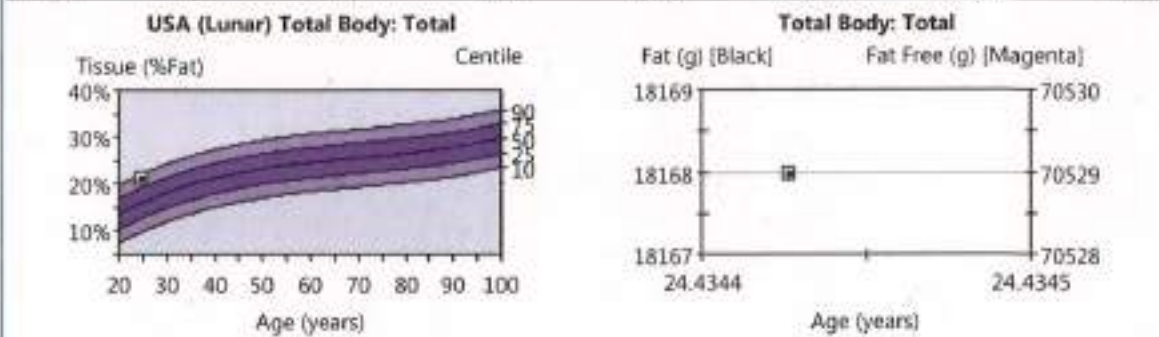 USA (Lunar) Total Body: Total
Tissue (%Fat)
Centile
40%
30%
20%
10%
90
75
50
25
10
20 30 40 50 60 70 80 90 100
Age (years)
Total Body: Total
Fat (g) [Black]
Fat Free (g) [Magenta]
18169
18168
18167
70530
70529
70528
24.4344
24.4345
Age (years)